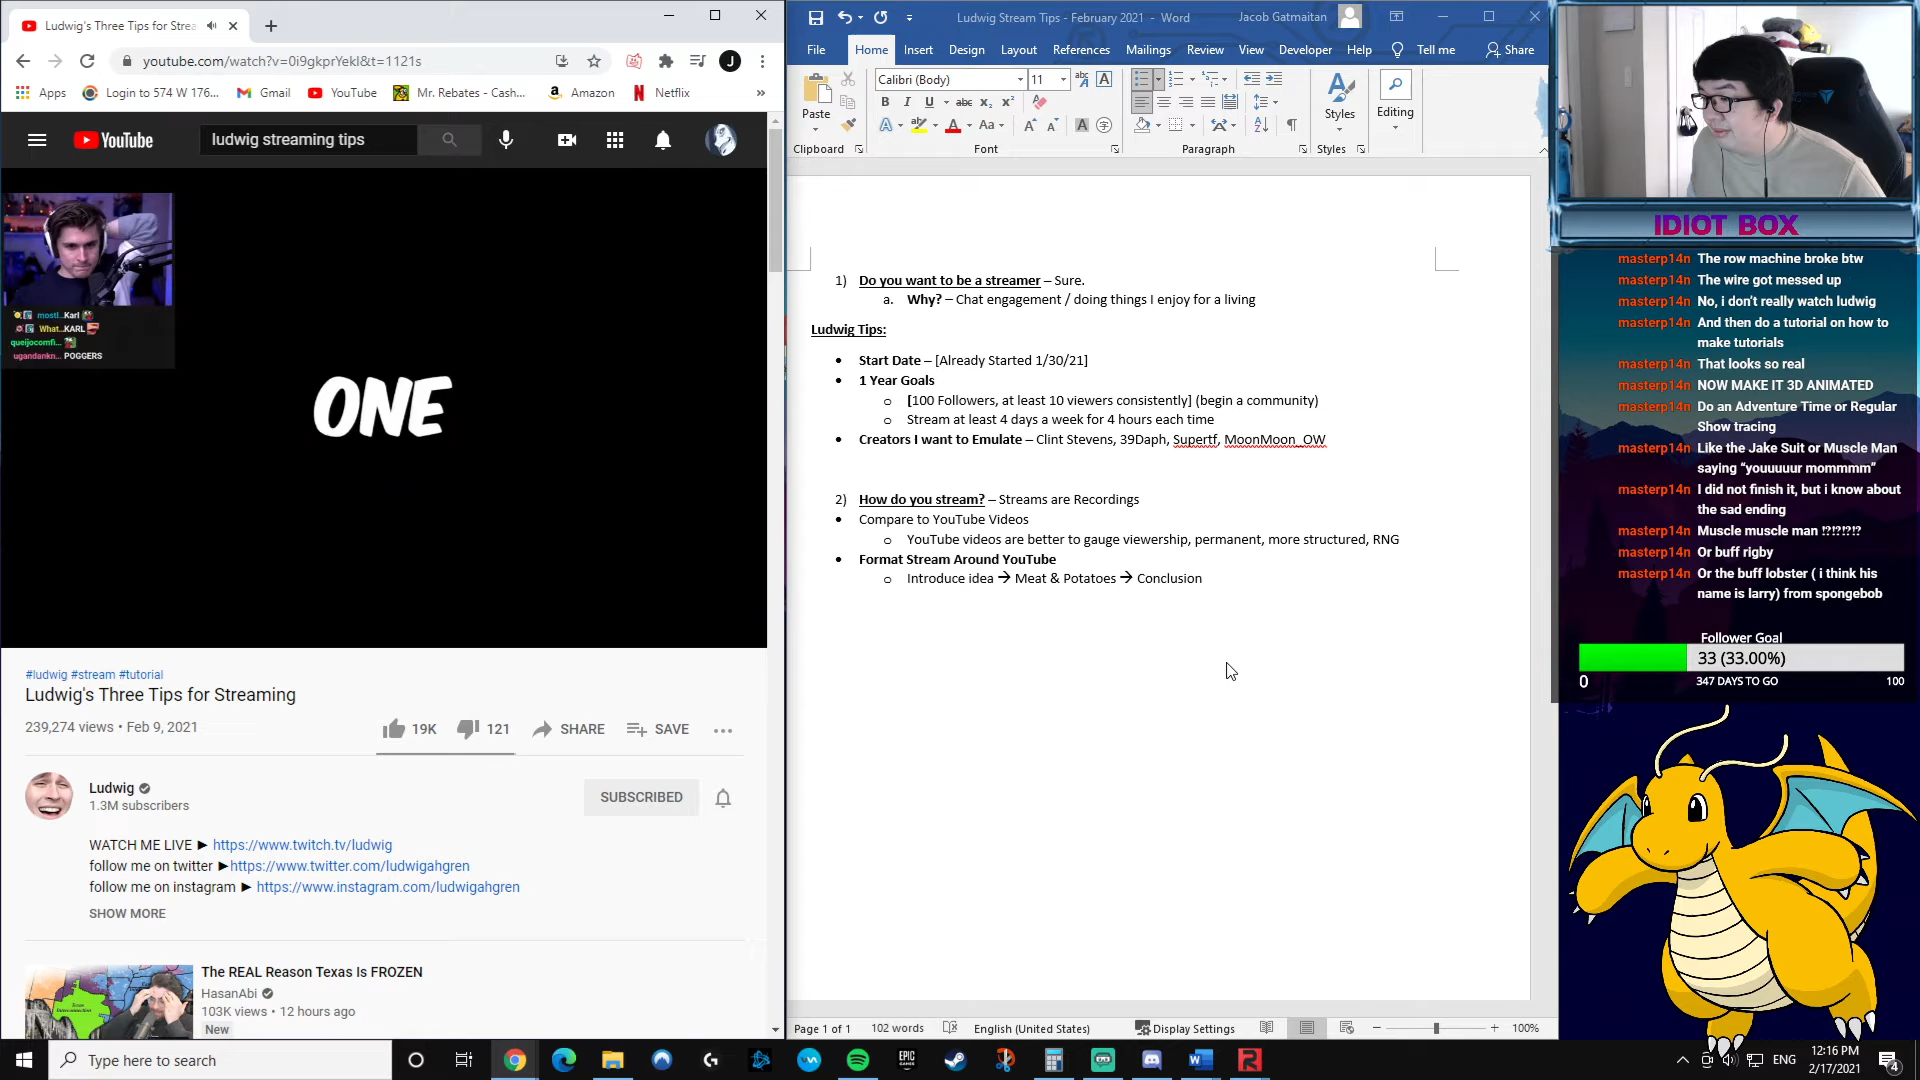 Ludwig's Three Tips for Strea
youtube.com/watch?v=0i9gkprYekI&t=1121s
J
Apps
Login to 574 W 176...
Gmail
YouTube
Mr. Rebates - Cash...
Amazon
Netflix
»
YouTube
ludwig streaming tips
mostl...Karl
What...KARL
queijocomfi...
ugandankn... POGGERS
ONE
#ludwig #stream #tutorial
Ludwig's Three Tips for Streaming
239,274 views • Feb 9, 2021
19K
121
SHARE
SAVE
Ludwig
1.3M subscribers
SUBSCRIBED
WATCH ME LIVE ► https://www.twitch.tv/ludwig
follow me on twitter ►https://www.twitter.com/ludwigahgren
follow me on instagram ► https://www.instagram.com/ludwigahgren
SHOW MORE
The REAL Reason Texas Is FROZEN
HasanAbi
103K views • 12 hours ago
New
Ludwig Stream Tips - February 2021 - Word
Jacob Gatmaitan
File
Home
Insert
Design
Layout
References
Mailings
Review
View
Developer
Help
Tell me
Share
Paste
Calibri (Body)
11
Styles
Editing
Clipboard
Font
Paragraph
Styles
1) Do you want to be a streamer – Sure.
a. Why? – Chat engagement / doing things I enjoy for a living
Ludwig Tips:
• Start Date – [Already Started 1/30/21]
• 1 Year Goals
o [100 Followers, at least 10 viewers consistently] (begin a community)
o Stream at least 4 days a week for 4 hours each time
• Creators I want to Emulate – Clint Stevens, 39Daph, Supertf, MoonMoon_OW
2) How do you stream? – Streams are Recordings
• Compare to YouTube Videos
o YouTube videos are better to gauge viewership, permanent, more structured, RNG
• Format Stream Around YouTube
o Introduce idea → Meat & Potatoes → Conclusion
Page 1 of 1
102 words
English (United States)
Display Settings
100%
IDIOT BOX
masterp14n The row machine broke btw
masterp14n The wire got messed up
masterp14n No, i don't really watch ludwig
masterp14n And then do a tutorial on how to
make tutorials
masterp14n That looks so real
masterp14n NOW MAKE IT 3D ANIMATED
masterp14n Do an Adventure Time or Regular
Show tracing
masterp14n Like the Jake Suit or Muscle Man
saying “youuuuur mommmm”
masterp14n I did not finish it, but i know about
the sad ending
masterp14n Muscle muscle man !?!?!?!?
masterp14n Or buff rigby
masterp14n Or the buff lobster ( i think his
name is larry) from spongebob
Follower Goal
33 (33.00%)
0
347 DAYS TO GO
100
Type here to search
EPIC
ENG
12:16 PM
2/17/2021
4